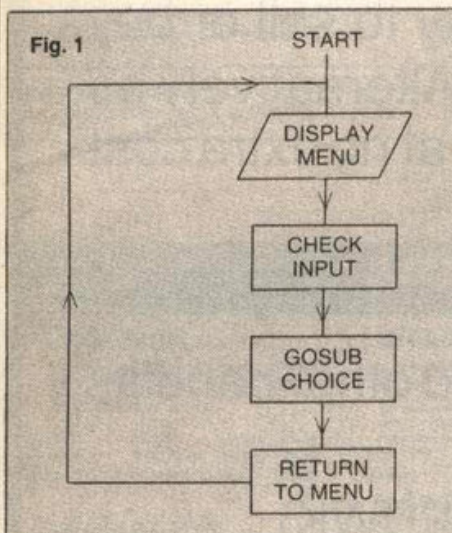 Fig. 1
START
DISPLAY
MENU
CHECK
INPUT
GOSUB
CHOICE
RETURN
TO MENU